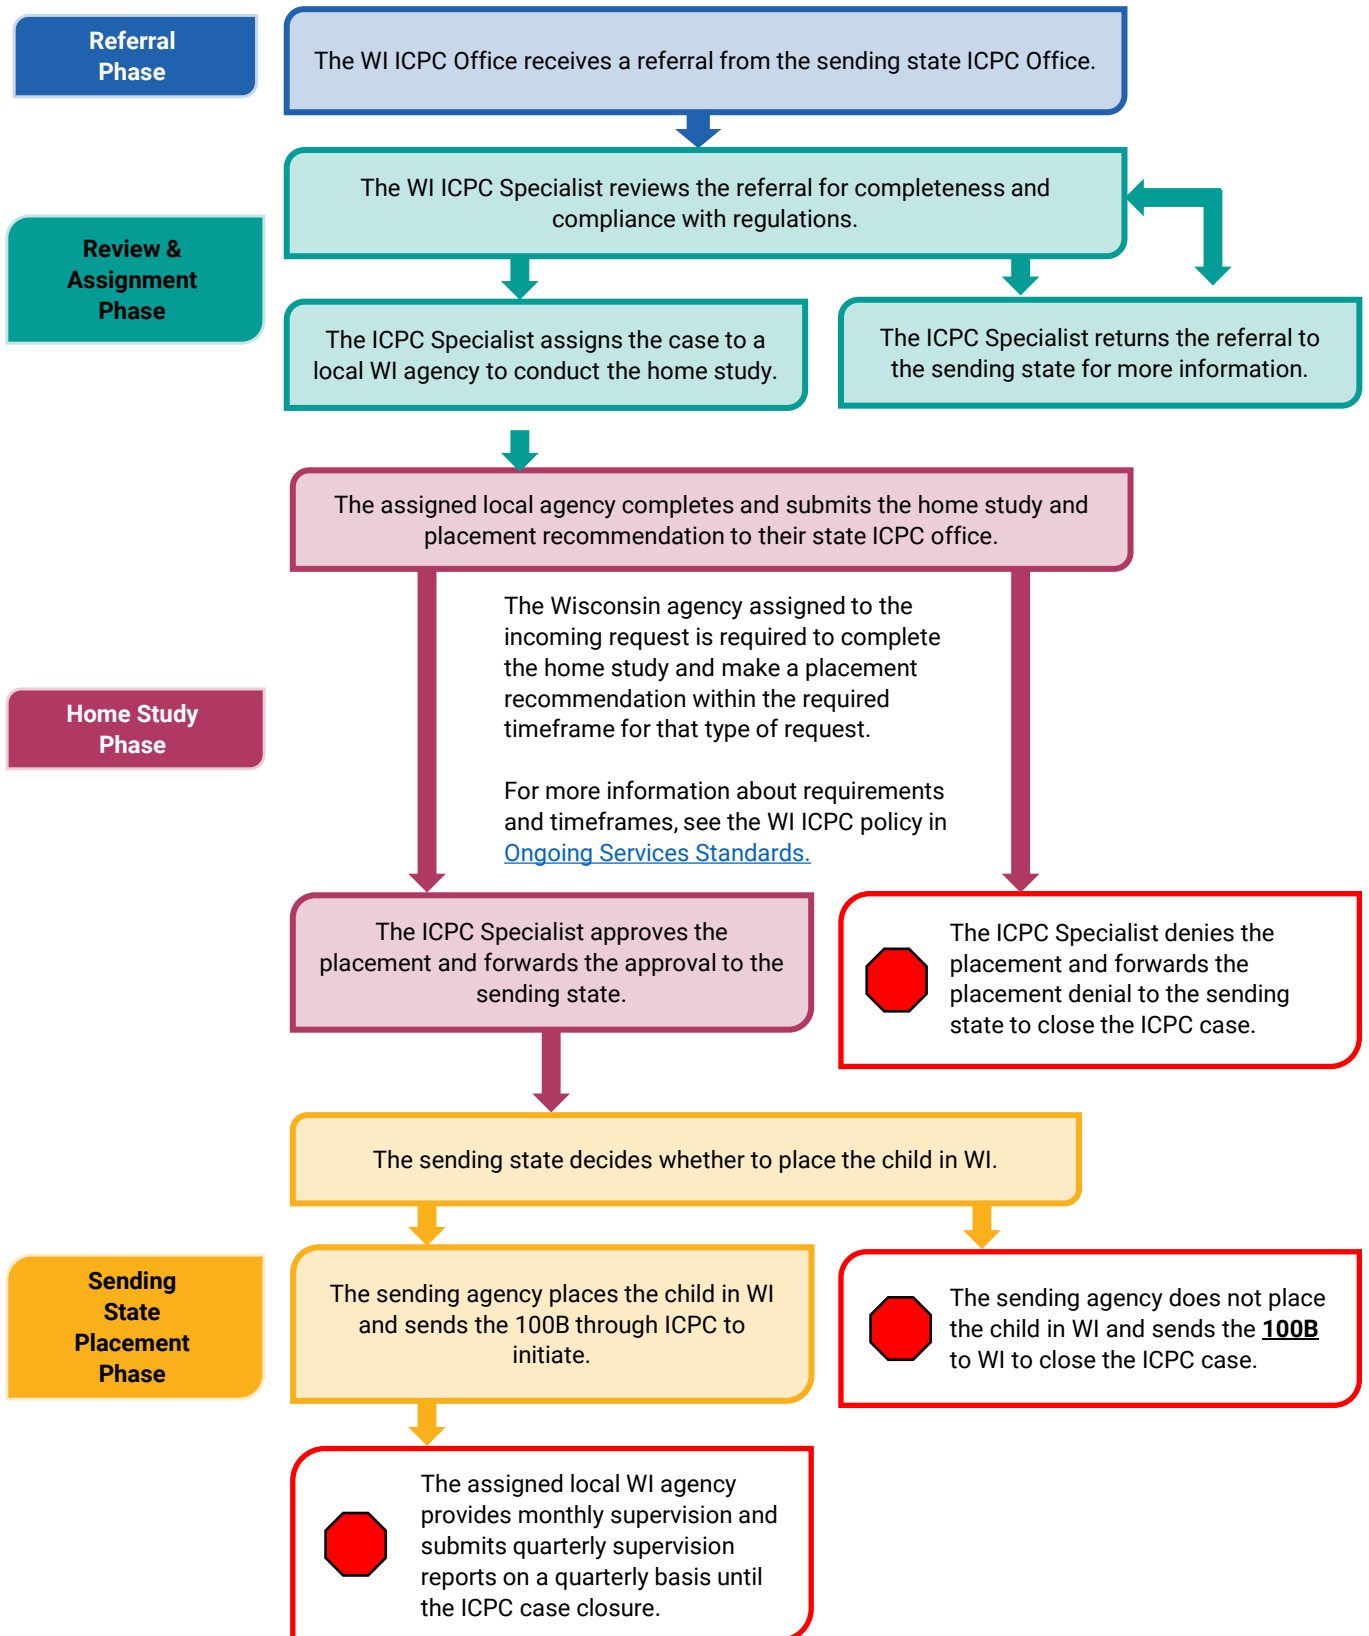 Referral
Phase
The WI ICPC Office receives a referral from the sending state ICPC Office.
The WI ICPC Specialist reviews the referral for completeness and
compliance with regulations.
Review &
Assignment
Phase
The ICPC Specialist assigns the case to a
local WI agency to conduct the home study.
The ICPC Specialist returns the referral to
the sending state for more information.
The assigned local agency completes and submits the home study and
placement recommendation to their state ICPC office.
The Wisconsin agency assigned to the
incoming request is required to complete
the home study and make a placement
recommendation within the required
timeframe for that type of request.
For more information about requirements
and timeframes, see the WI ICPC policy in
Ongoing Services Standards.
Home Study
Phase
The ICPC Specialist approves the
placement and forwards the approval to the
sending state.
The ICPC Specialist denies the
placement and forwards the
placement denial to the sending
state to close the ICPC case.
The sending state decides whether to place the child in WI.
Sending
State
Placement
Phase
The sending agency places the child in WI
and sends the 100B through ICPC to
initiate.
The sending agency does not place
the child in WI and sends the 100B
to WI to close the ICPC case.
The assigned local WI agency
provides monthly supervision and
submits quarterly supervision
reports on a quarterly basis until
the ICPC case closure.